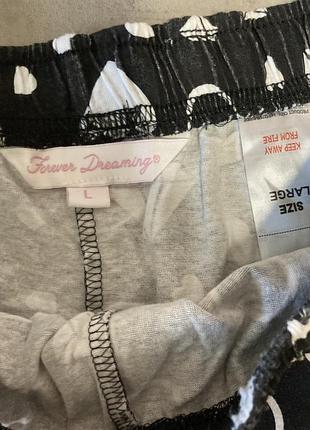 Forever Dreaming®
L
KEEP AWAY
FROM FIRE
SIZE
LARGE